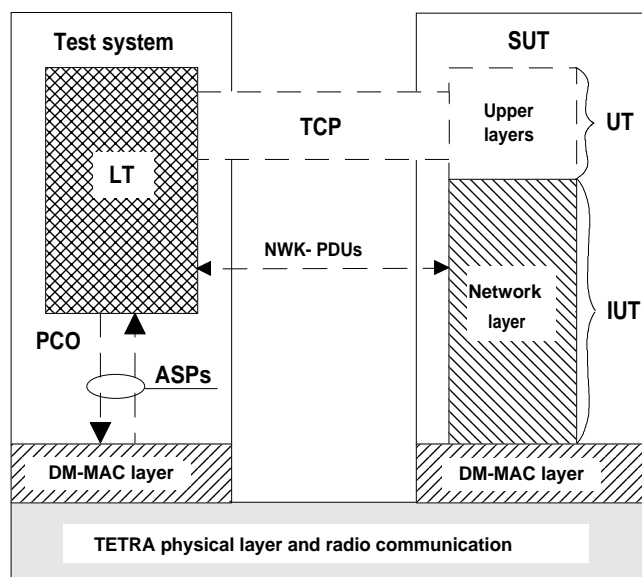 Test system
SUT
TCP
Upper
layers
UT
LT
NWK- PDUs
Network
layer
IUT
PCO
ASPs
DM-MAC layer
DM-MAC layer
TETRA physical layer and radio communication